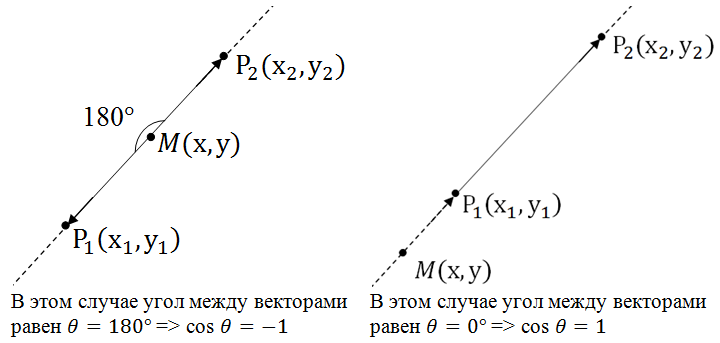 P₂(x₂,y₂)
180°
M(x,y)
P₁(x₁,y₁)
В этом случае угол между векторами
равен θ = 180° => cos θ = −1
P₂(x₂,y₂)
P₁(x₁,y₁)
M(x,y)
В этом случае угол между векторами
равен θ = 0° => cos θ = 1